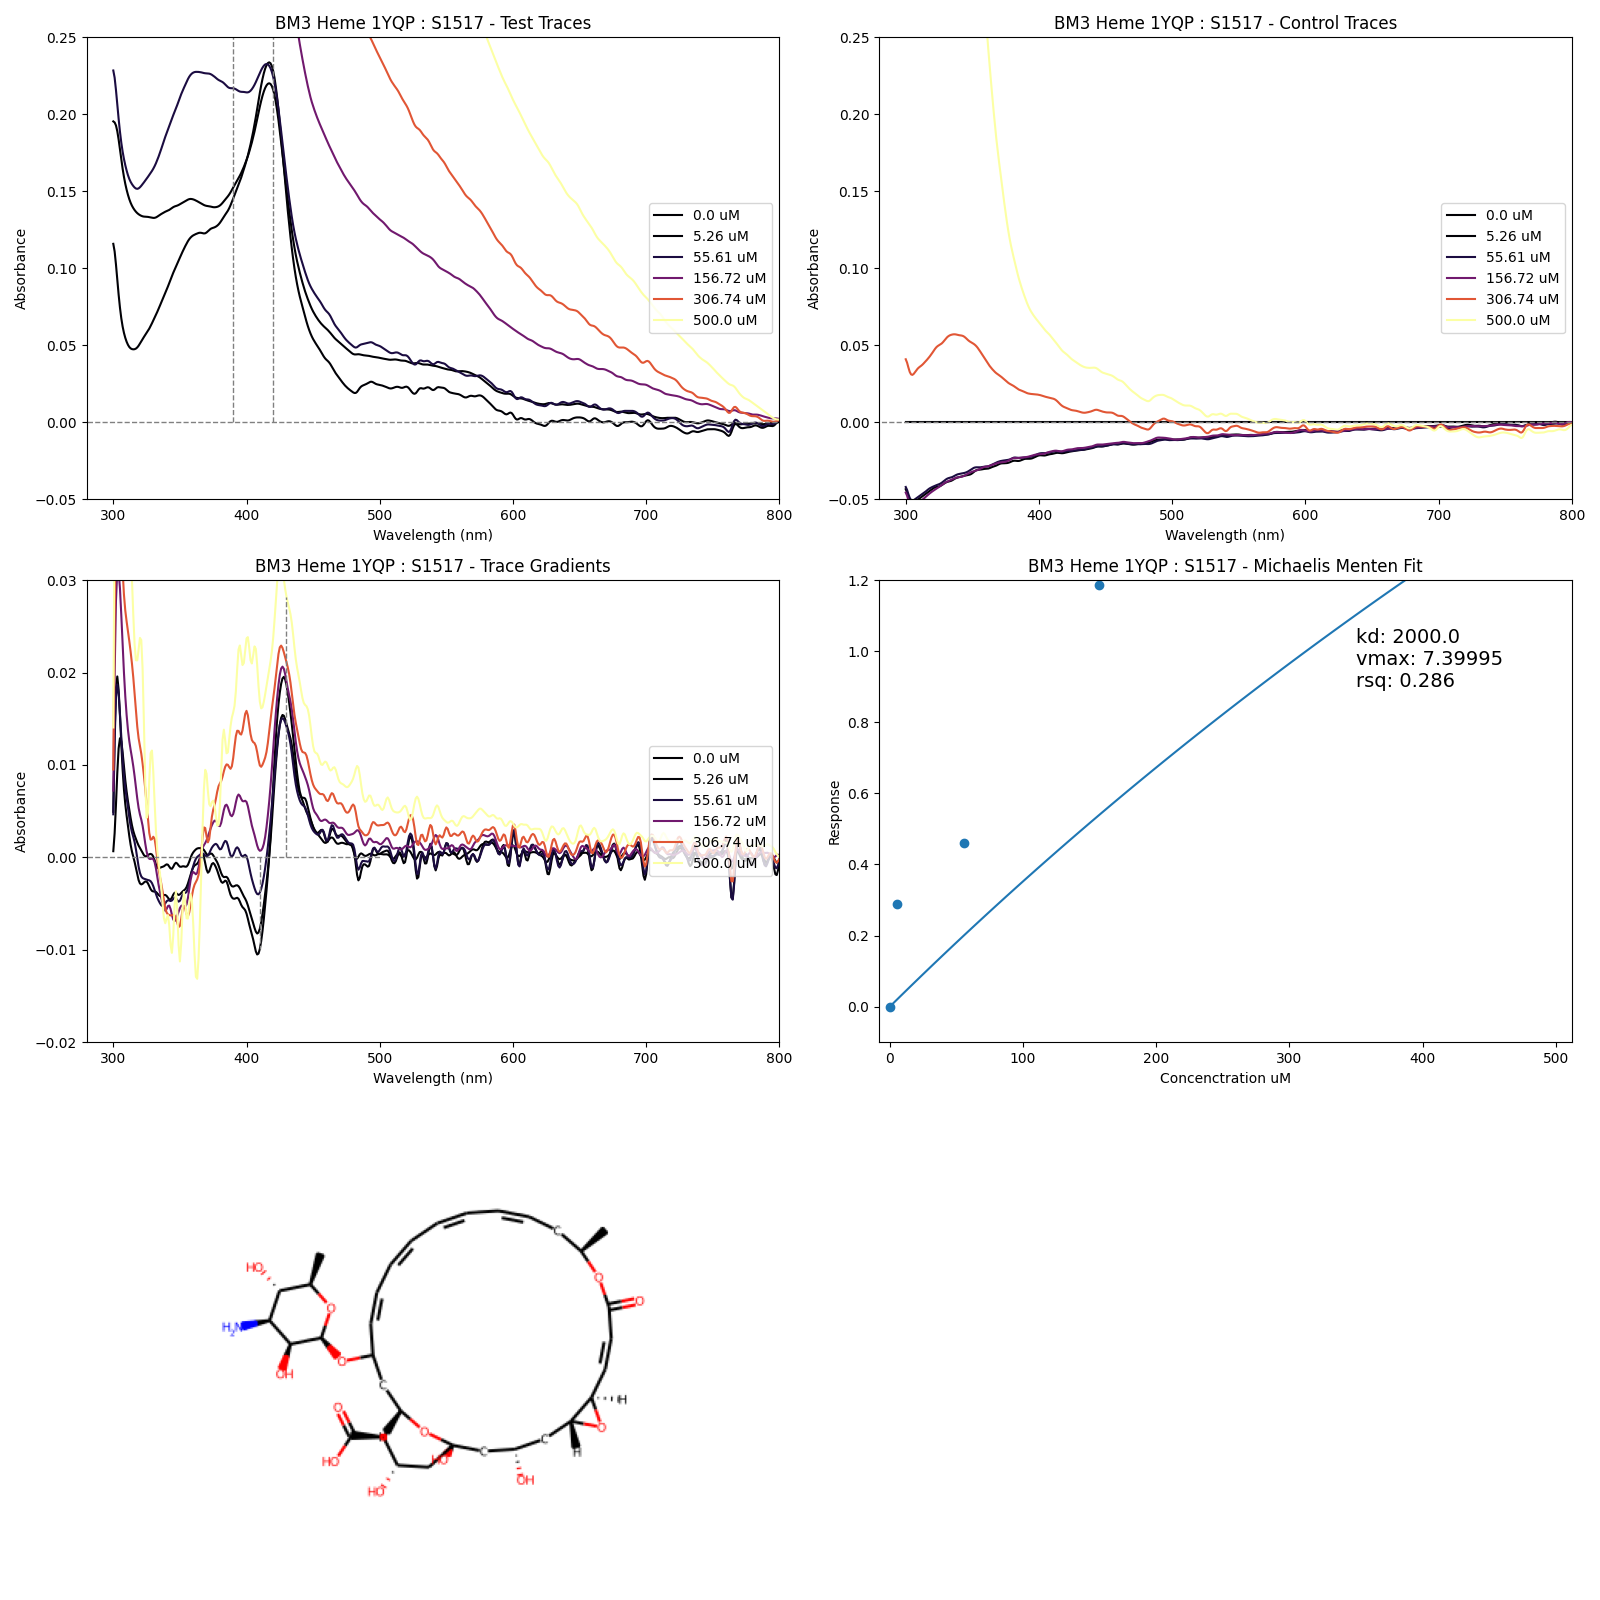 BM3 Heme 1YQP : S1517 - Test Traces
0.25
0.20
0.15
0.10
0.05
0.00
−0.05
Absorbance
300 400 500 600 700 800
Wavelength (nm)
0.0 uM
5.26 uM
55.61 uM
156.72 uM
306.74 uM
500.0 uM
BM3 Heme 1YQP : S1517 - Control Traces
0.25
0.20
0.15
0.10
0.05
0.00
−0.05
Absorbance
300 400 500 600 700 800
Wavelength (nm)
0.0 uM
5.26 uM
55.61 uM
156.72 uM
306.74 uM
500.0 uM
BM3 Heme 1YQP : S1517 - Trace Gradients
0.03
0.02
0.01
0.00
−0.01
−0.02
Absorbance
300 400 500 600 700 800
Wavelength (nm)
0.0 uM
5.26 uM
55.61 uM
156.72 uM
306.74 uM
500.0 uM
BM3 Heme 1YQP : S1517 - Michaelis Menten Fit
1.2
1.0
0.8
0.6
0.4
0.2
0.0
Response
kd: 2000.0
vmax: 7.39995
rsq: 0.286
0 100 200 300 400 500
Concenctration uM
C
HO
O
O
O
H2N
O
OH
C
H
O
O
O
C
HO
HO
C
H
HO
OH